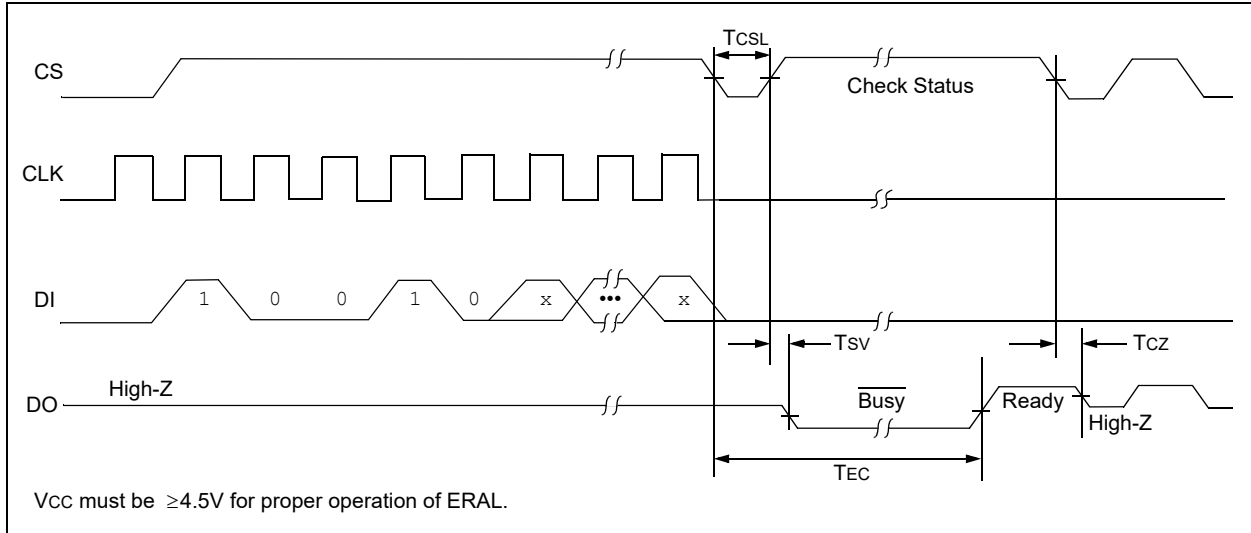 TCSL
CS
Check Status
CLK
DI
1 0 0 1 0 x ••• x
TSV
TCZ
High-Z
DO
Busy
Ready
High-Z
TEC
VCC must be ≥4.5V for proper operation of ERAL.